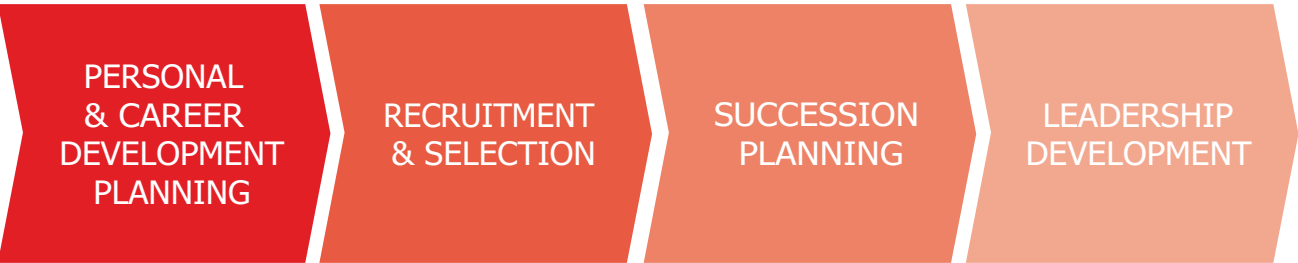 PERSONAL
& CAREER
DEVELOPMENT
PLANNING
RECRUITMENT
& SELECTION
SUCCESSION
PLANNING
LEADERSHIP
DEVELOPMENT